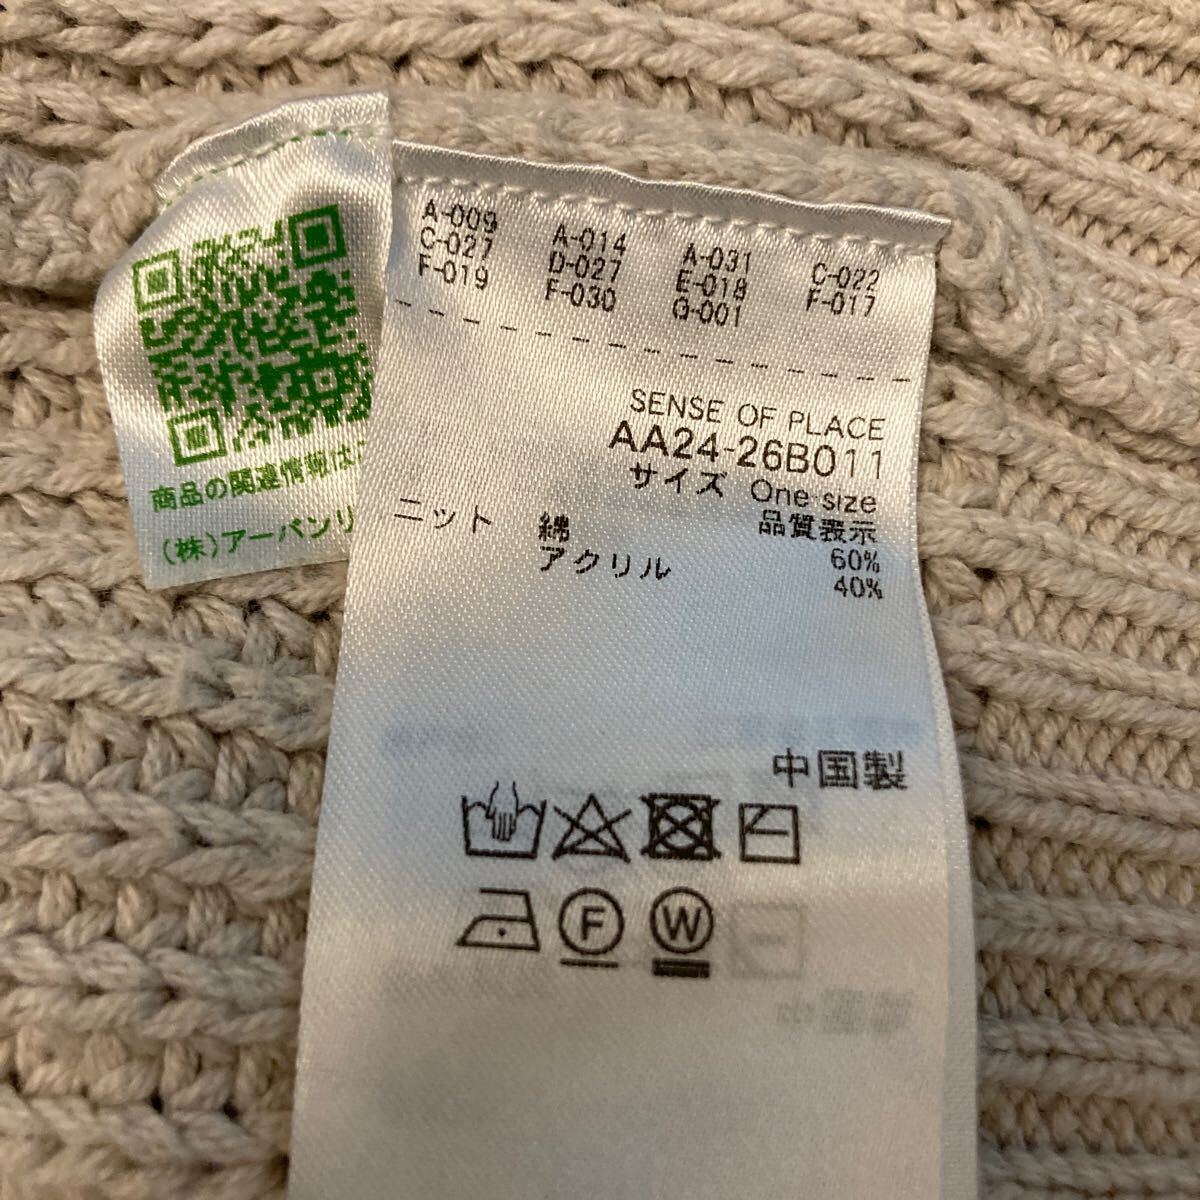 A-009 A-014 A-031 C-022
C-027 D-027 E-018 F-017
F-019 F-030 G-001
SENSE OF PLACE
AA24-26B011
サイズ One size
品質表示
ニット 綿 60%
アクリル 40%
中国製
F W
商品の関連情報は
(株)アーバンリ